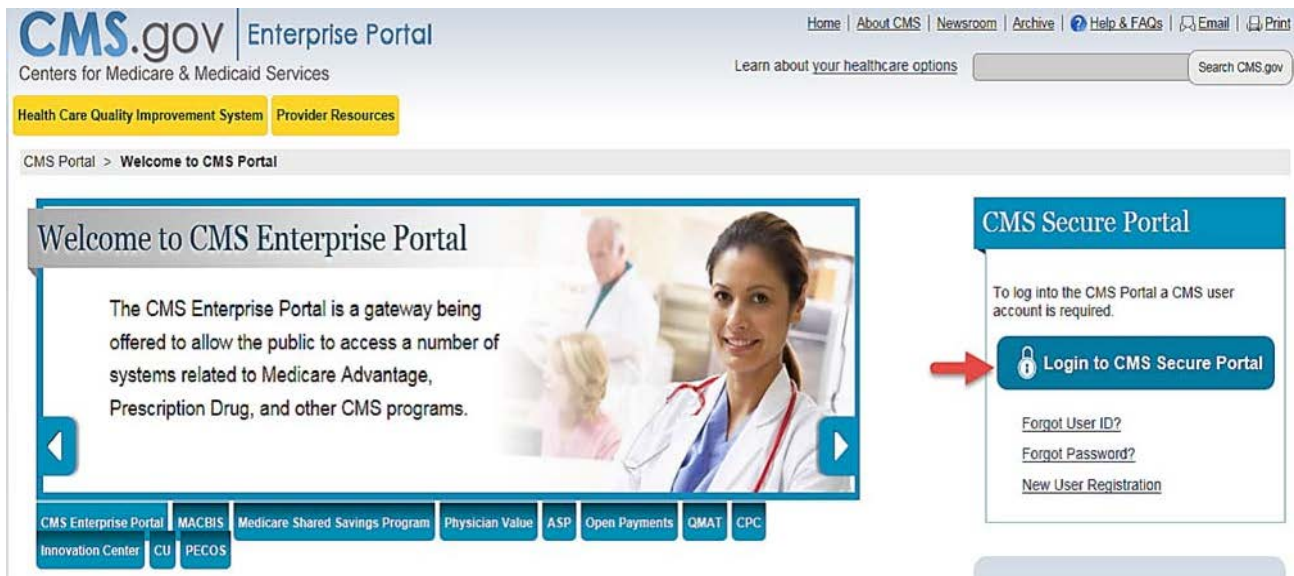 CMS.gov Enterprise Portal
Centers for Medicare & Medicaid Services
Home | About CMS | Newsroom | Archive | Help & FAQs | Email | Print
Learn about your healthcare options
Search CMS.gov
Health Care Quality Improvement System
Provider Resources
CMS Portal > Welcome to CMS Portal
Welcome to CMS Enterprise Portal
The CMS Enterprise Portal is a gateway being
offered to allow the public to access a number of
systems related to Medicare Advantage,
Prescription Drug, and other CMS programs.
CMS Enterprise Portal MACBIS Medicare Shared Savings Program Physician Value ASP Open Payments QMAT CPC
Innovation Center CU PECOS
CMS Secure Portal
To log into the CMS Portal a CMS user
account is required.
Login to CMS Secure Portal
Forgot User ID?
Forgot Password?
New User Registration